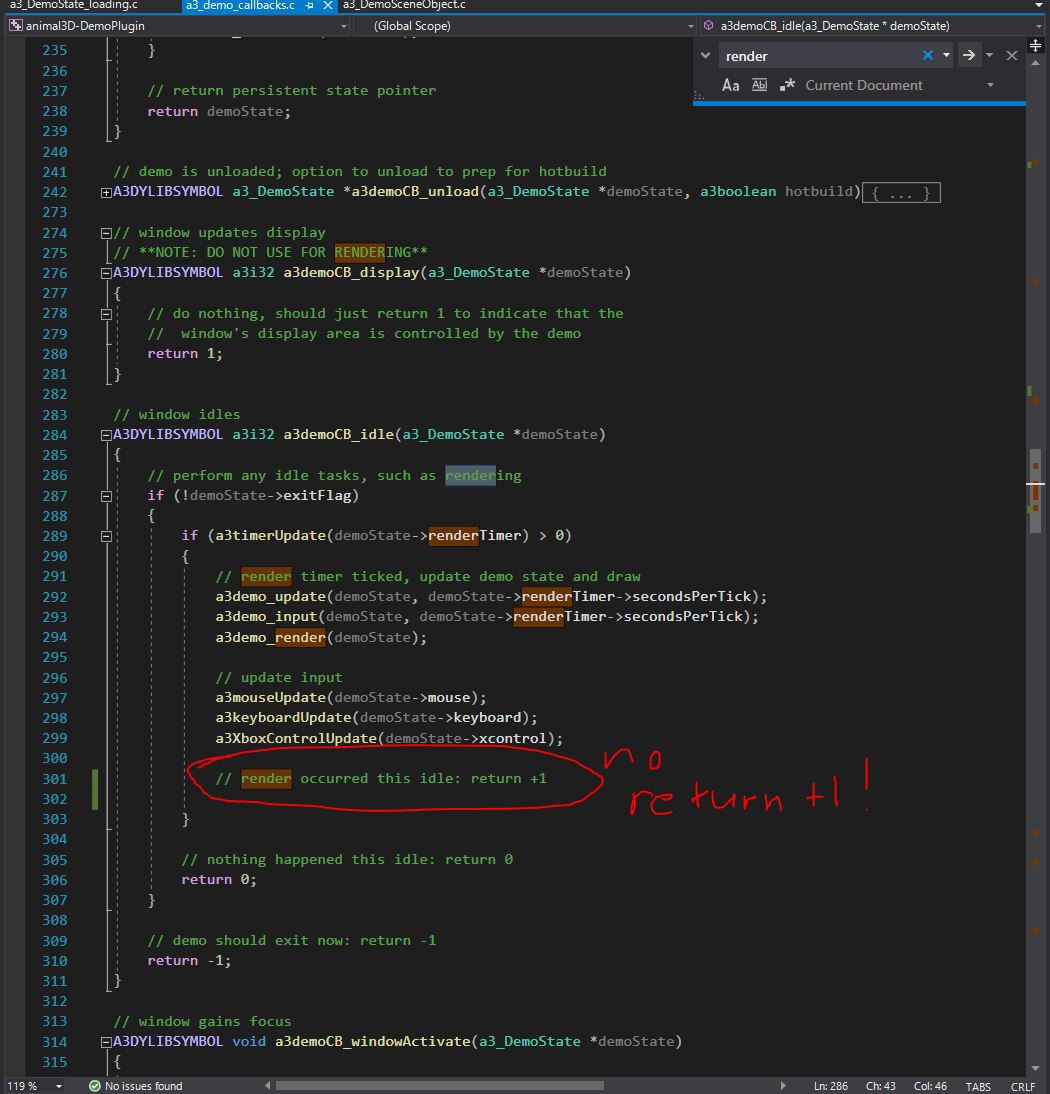 a3_DemoState_loading.c a3_demo_callbacks.c a3_DemoSceneObject.c
animal3D-DemoPlugin (Global Scope) a3demoCB_idle(a3_DemoState * demoState)
render
Aa Ab .* Current Document
235 }
236
237 // return persistent state pointer
238 return demoState;
239 }
240
241 // demo is unloaded; option to unload to prep for hotbuild
242 A3DYLIBSYMBOL a3_DemoState *a3demoCB_unload(a3_DemoState *demoState, a3boolean hotbuild) { ... }
273
274 // window updates display
275 // **NOTE: DO NOT USE FOR RENDERING**
276 A3DYLIBSYMBOL a3i32 a3demoCB_display(a3_DemoState *demoState)
277 {
278 // do nothing, should just return 1 to indicate that the
279 // window's display area is controlled by the demo
280 return 1;
281 }
282
283 // window idles
284 A3DYLIBSYMBOL a3i32 a3demoCB_idle(a3_DemoState *demoState)
285 {
286 // perform any idle tasks, such as rendering
287 if (!demoState->exitFlag)
288 {
289 if (a3timerUpdate(demoState->renderTimer) > 0)
290 {
291 // render timer ticked, update demo state and draw
292 a3demo_update(demoState, demoState->renderTimer->secondsPerTick);
293 a3demo_input(demoState, demoState->renderTimer->secondsPerTick);
294 a3demo_render(demoState);
295
296 // update input
297 a3mouseUpdate(demoState->mouse);
298 a3keyboardUpdate(demoState->keyboard);
299 a3XboxControlUpdate(demoState->xcontrol);
300
301 // render occurred this idle: return +1
no
return +1!
302
303 }
304
305 // nothing happened this idle: return 0
306 return 0;
307 }
308
309 // demo should exit now: return -1
310 return -1;
311 }
312
313 // window gains focus
314 A3DYLIBSYMBOL void a3demoCB_windowActivate(a3_DemoState *demoState)
315 {
119 % No issues found Ln: 286 Ch: 43 Col: 46 TABS CRLF